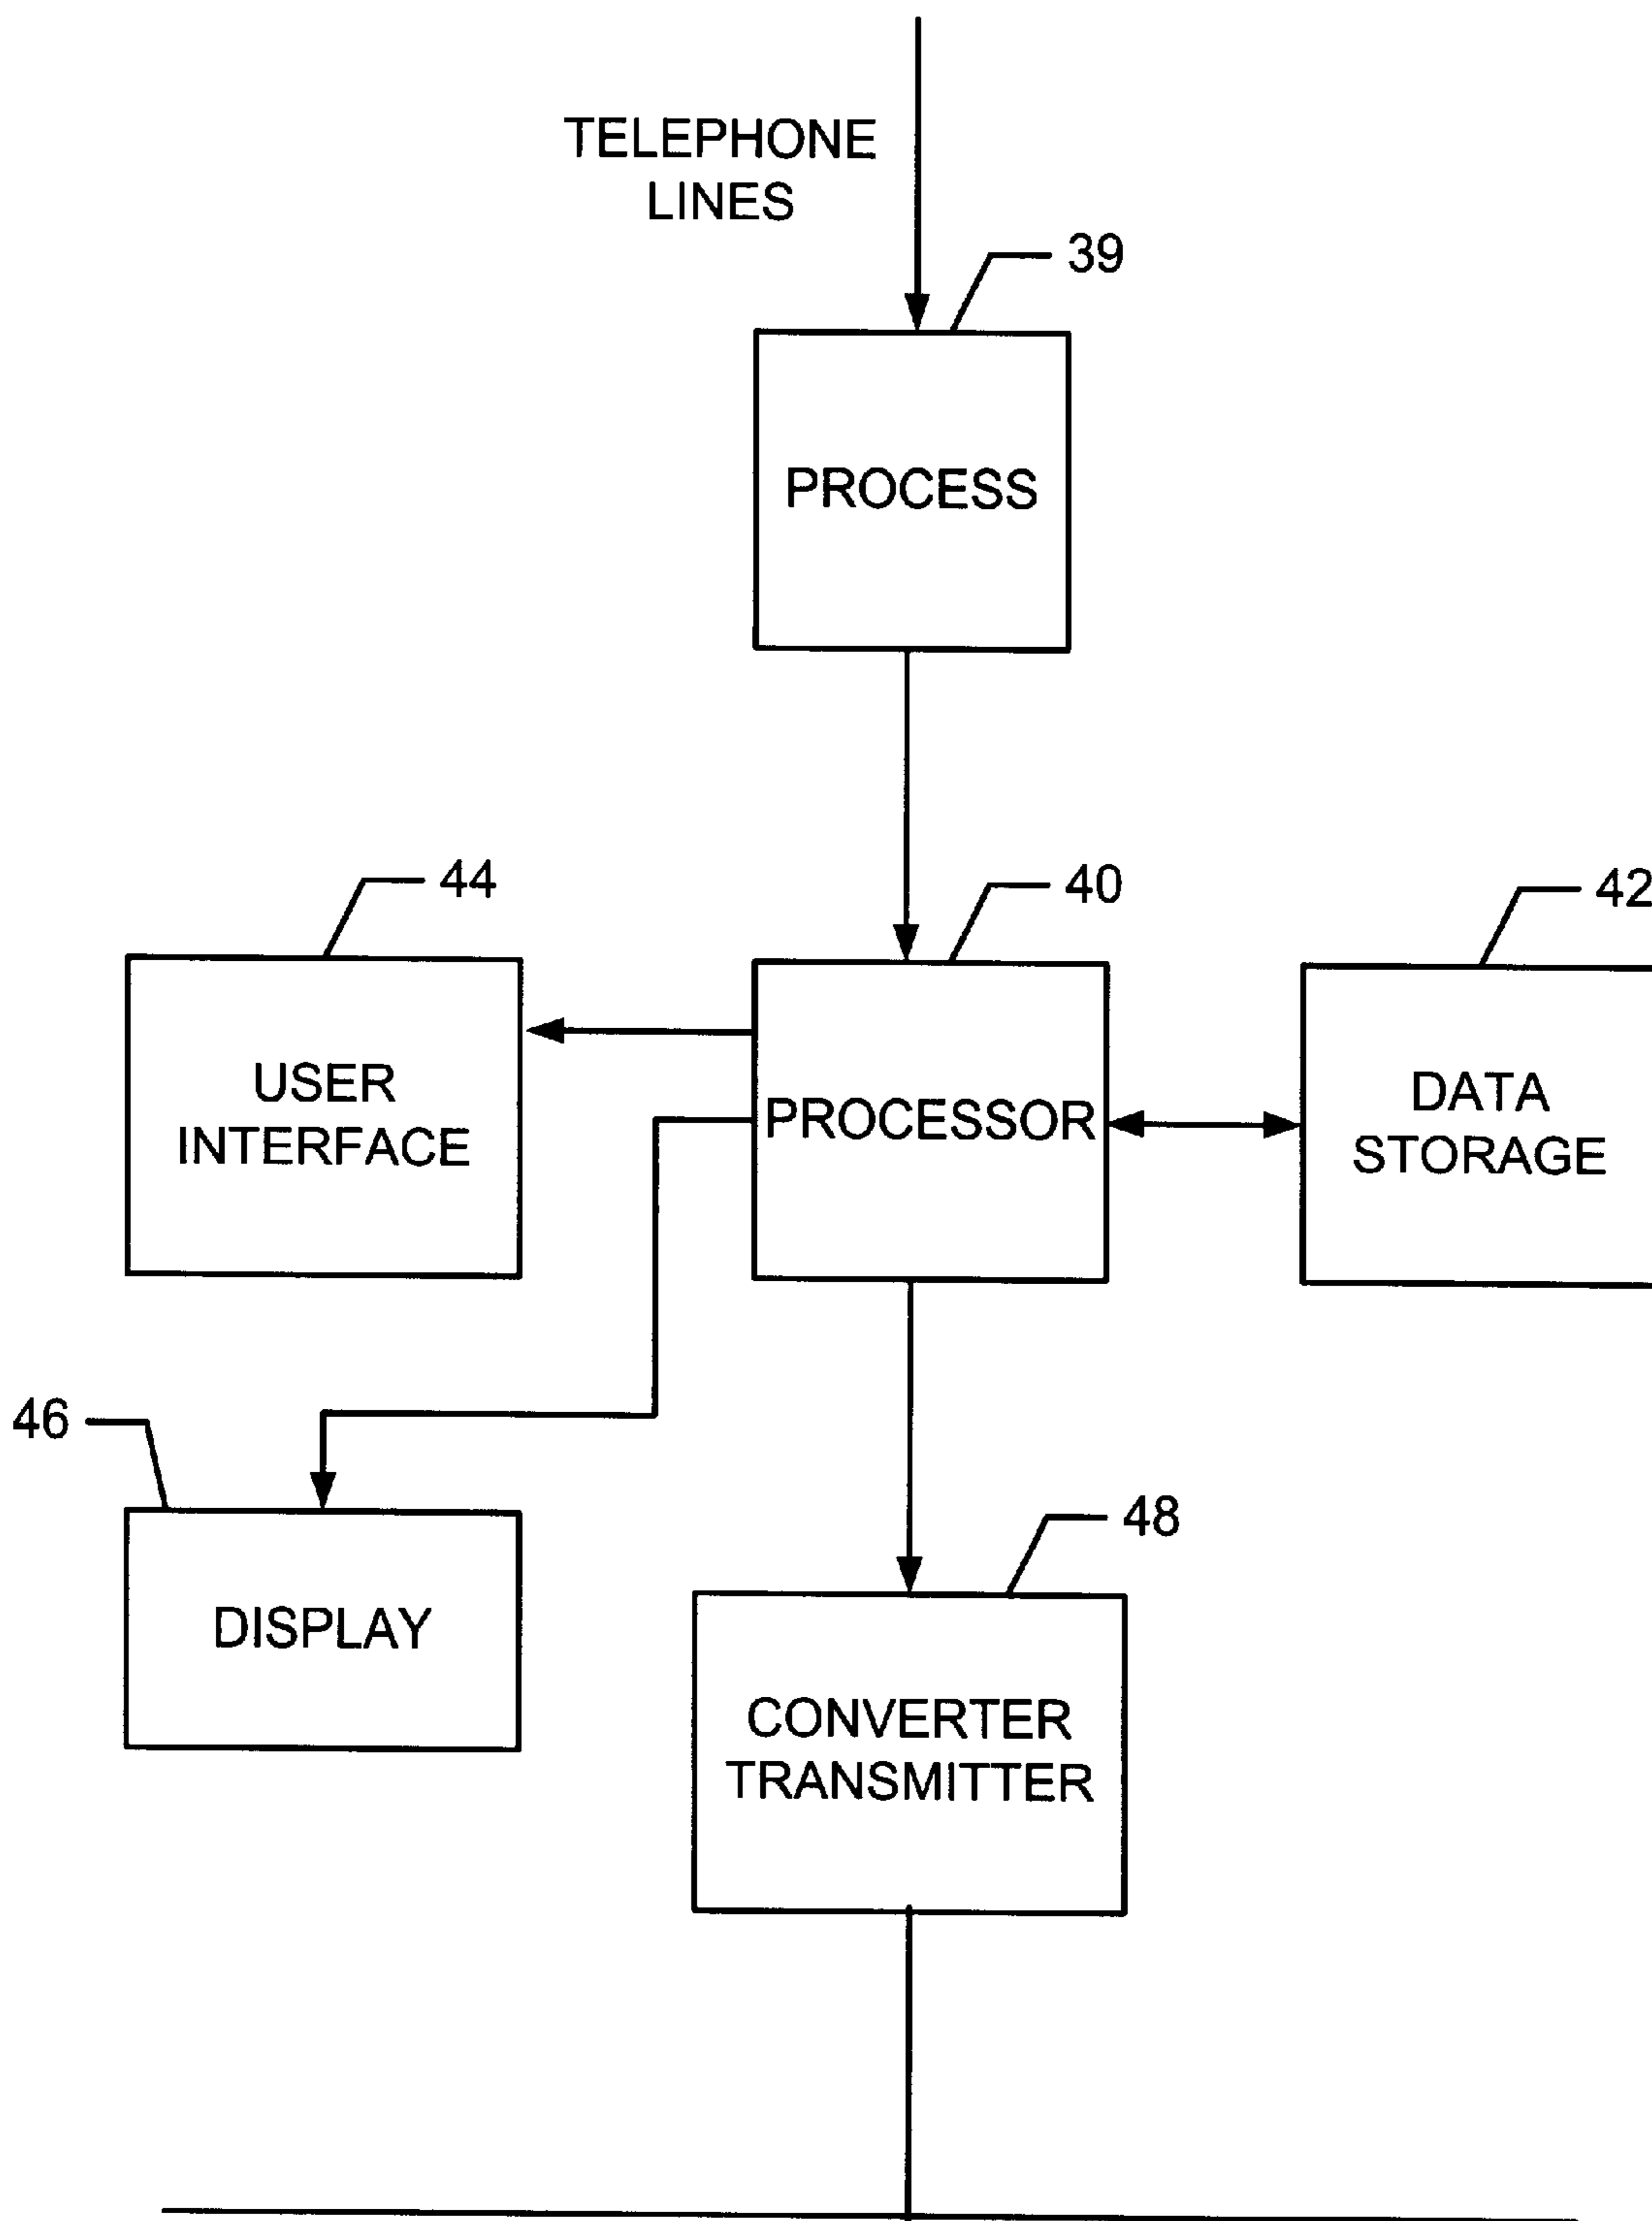 TELEPHONE
LINES
39
PROCESS
44
40
42
USER
INTERFACE
PROCESSOR
DATA
STORAGE
46
48
DISPLAY
CONVERTER
TRANSMITTER